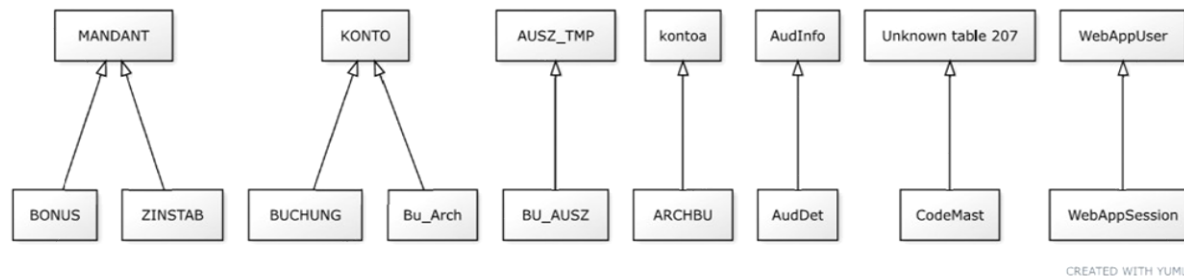 MANDANT
KONTO
AUSZ_TMP
kontoa
AudInfo
Unknown table 207
WebAppUser
BONUS
ZINSTAB
BUCHUNG
Bu_Arch
BU_AUSZ
ARCHBU
AudDet
CodeMast
WebAppSession
CREATED WITH YUM